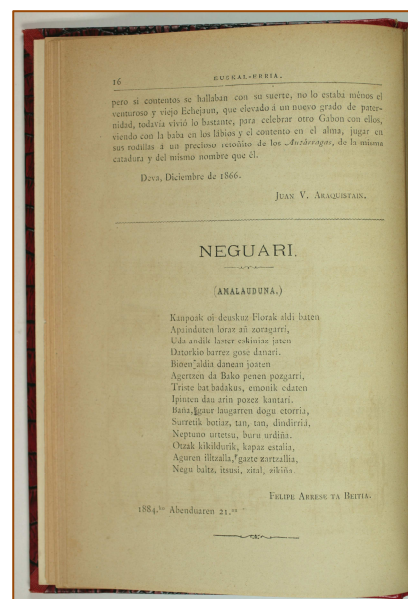 16
EUSKAL-ERRIA.
pero si contentos se hallaban con su suerte, no lo estaba ménos el
venturoso y viejo Echejaun, que elevado á un nuevo grado de pater-
nidad, todavía vivió lo bastante, para celebrar otro Gabon con ellos,
viendo con la baba en los lábios y el contento en el alma, jugar en
sus rodillas á un precioso retoñito de los Anzárragas, de la misma
catadura y del mismo nombre que él.
Deva, Diciembre de 1866.
JUAN V. ARAQUISTAIN.
NEGUARI.
(AMALAUDUNA.)
Kanpoak oi deuskuz Florak aldi baten
Apainduten loraz añ zoragarri,
Uda andik laster eskiniaz jaten
Datorkio barrez gose danari.
Bioen aldia danean joaten
Agertzen da Bako penen pozgarri,
Triste bat badakus, emonik edaten
Ipinten dau arin pozez kantari.
Baña, gaur laugarren dogu etorria,
Surretik botiaz, tan, tan, dindirria,
Neptuno urtetsu, buru urdiña.
Otzak kikildurik, kapaz estalia,
Aguren iltzalla, gazte zartzallia,
Negu baltz, itsusi, zital, zikiña.
FELIPE ARRESE TA BEITIA.
1884.ko Abenduaren 21.an